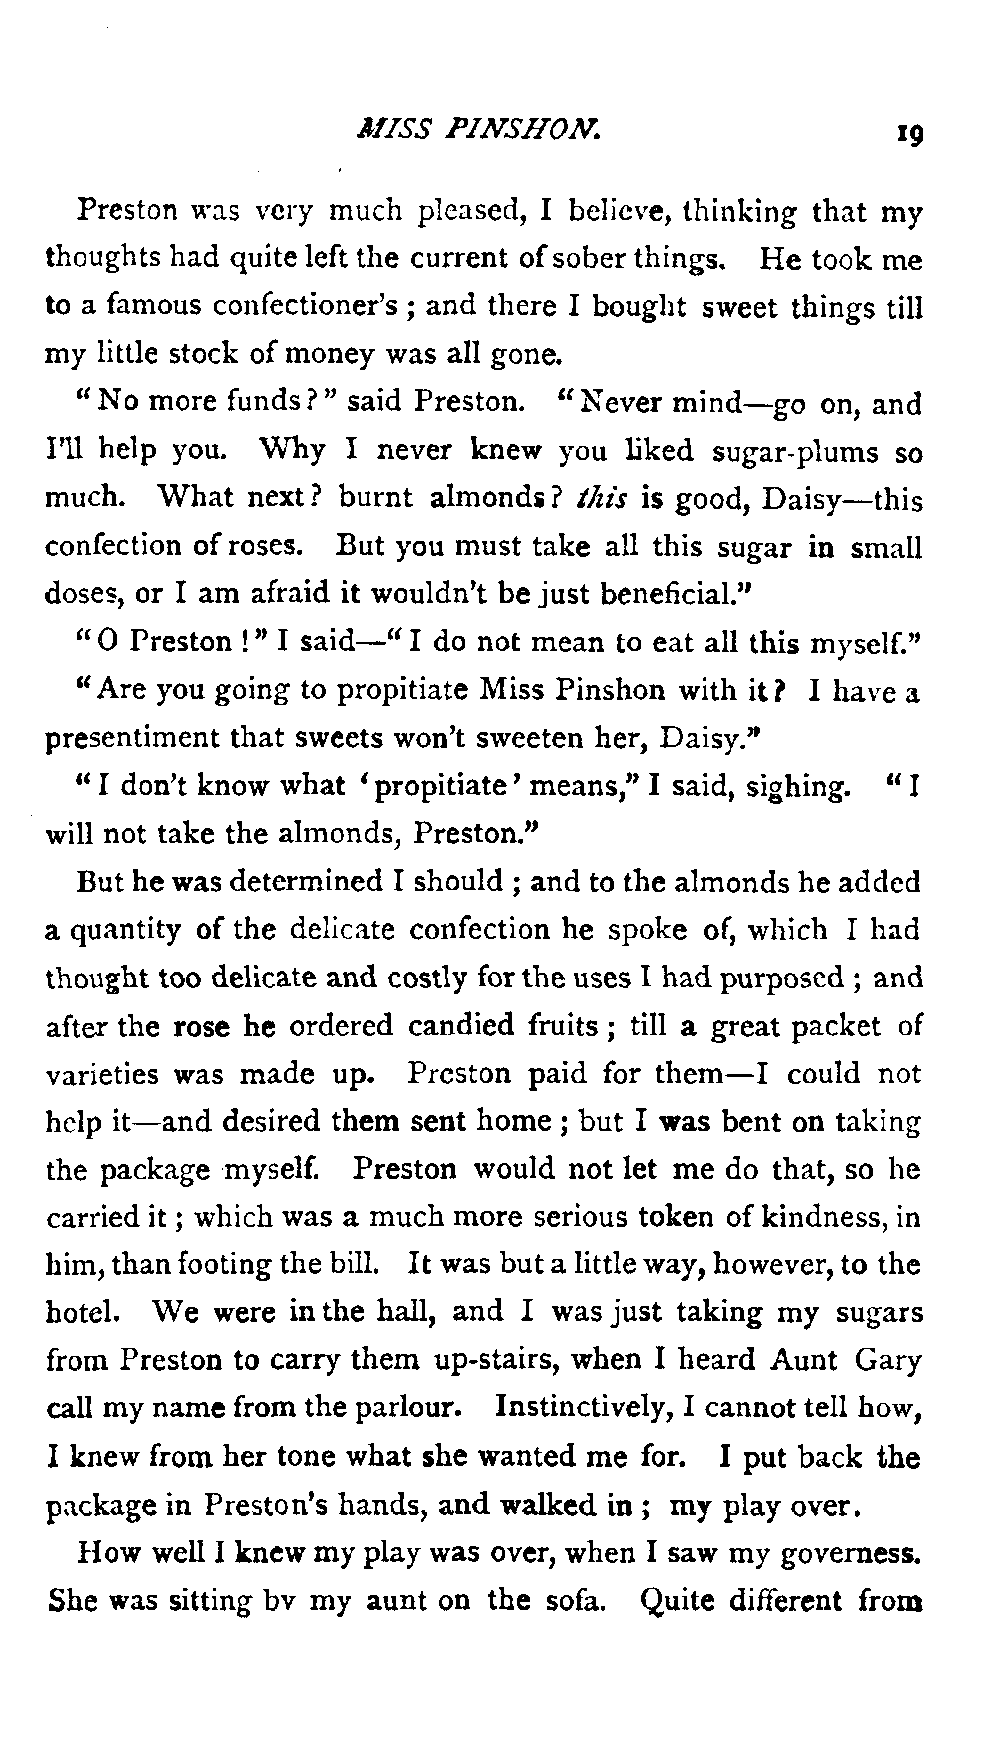 MISS PINSHON. 19
Preston was very much pleased, I believe, thinking that my
thoughts had quite left the current of sober things. He took me
to a famous confectioner's ; and there I bought sweet things till
my little stock of money was all gone.
"No more funds?" said Preston. "Never mind—go on, and
I'll help you. Why I never knew you liked sugar-plums so
much. What next? burnt almonds? this is good, Daisy—this
confection of roses. But you must take all this sugar in small
doses, or I am afraid it wouldn't be just beneficial."
"O Preston !" I said—"I do not mean to eat all this myself."
"Are you going to propitiate Miss Pinshon with it? I have a
presentiment that sweets won't sweeten her, Daisy."
"I don't know what 'propitiate' means," I said, sighing. "I
will not take the almonds, Preston."
But he was determined I should ; and to the almonds he added
a quantity of the delicate confection he spoke of, which I had
thought too delicate and costly for the uses I had purposed ; and
after the rose he ordered candied fruits ; till a great packet of
varieties was made up. Preston paid for them—I could not
help it—and desired them sent home ; but I was bent on taking
the package myself. Preston would not let me do that, so he
carried it ; which was a much more serious token of kindness, in
him, than footing the bill. It was but a little way, however, to the
hotel. We were in the hall, and I was just taking my sugars
from Preston to carry them up-stairs, when I heard Aunt Gary
call my name from the parlour. Instinctively, I cannot tell how,
I knew from her tone what she wanted me for. I put back the
package in Preston's hands, and walked in ; my play over.
How well I knew my play was over, when I saw my governess.
She was sitting by my aunt on the sofa. Quite different from